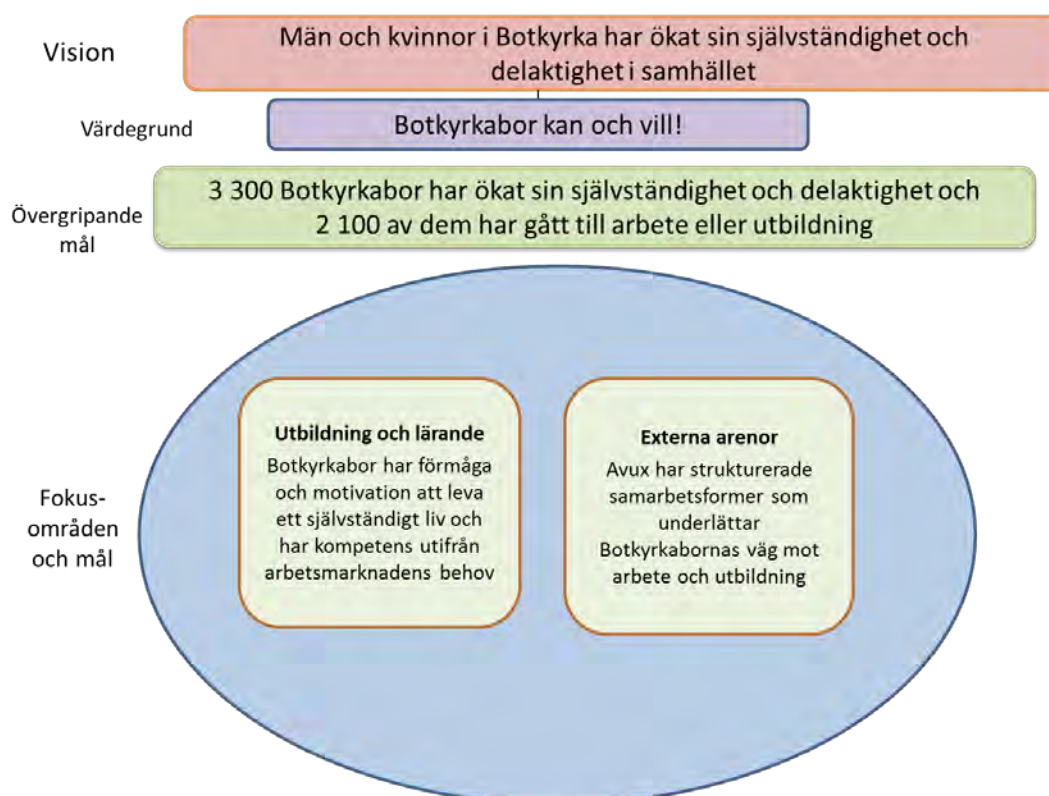 Vision
Män och kvinnor i Botkyrka har ökat sin självständighet och
delaktighet i samhället
Värdegrund
Botkyrkabor kan och vill!
Övergripande
mål
3 300 Botkyrkabor har ökat sin självständighet och delaktighet och
2 100 av dem har gått till arbete eller utbildning
Fokus-
områden
och mål
Utbildning och lärande
Botkyrkabor har förmåga
och motivation att leva
ett självständigt liv och
har kompetens utifrån
arbetsmarknadens behov
Externa arenor
Avux har strukturerade
samarbetsformer som
underlättar
Botkyrkabornas väg mot
arbete och utbildning